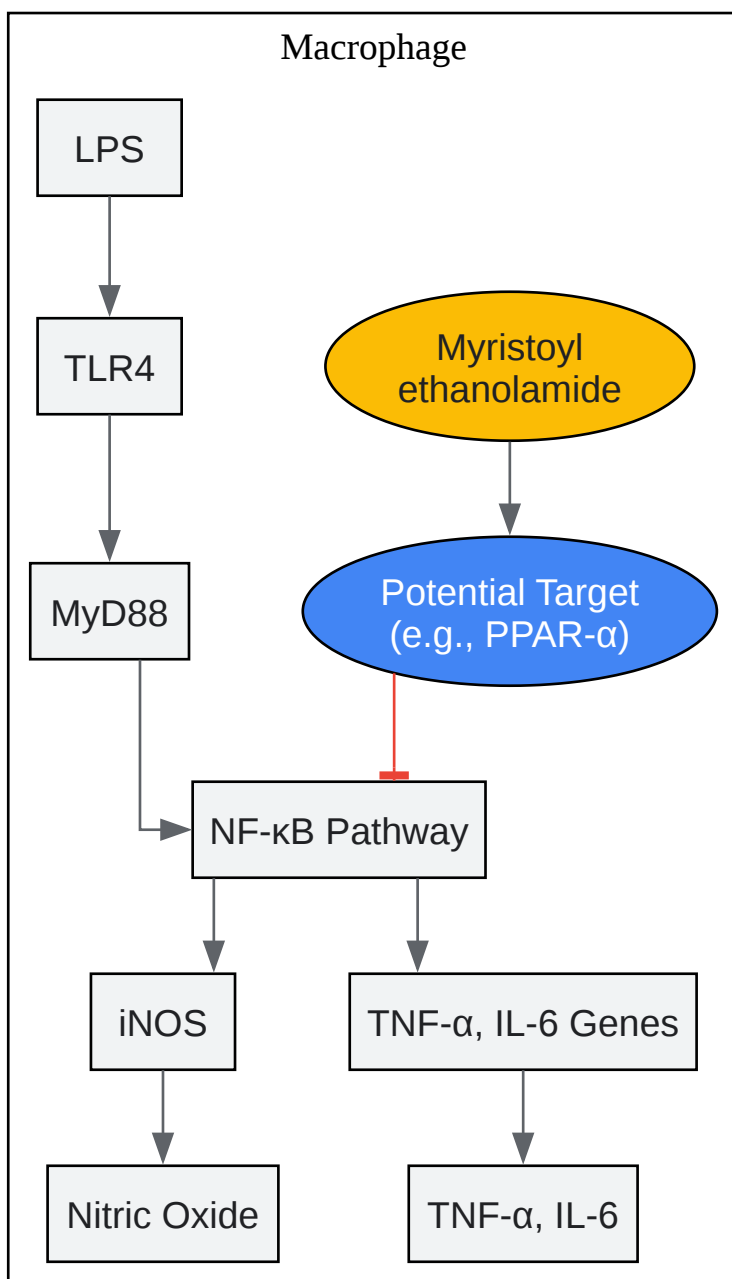 Macrophage
LPS
TLR4
Myristoyl
ethanolamide
MyD88
Potential Target
(e.g., PPAR-α)
NF-κB Pathway
iNOS
TNF-α, IL-6 Genes
Nitric Oxide
TNF-α, IL-6